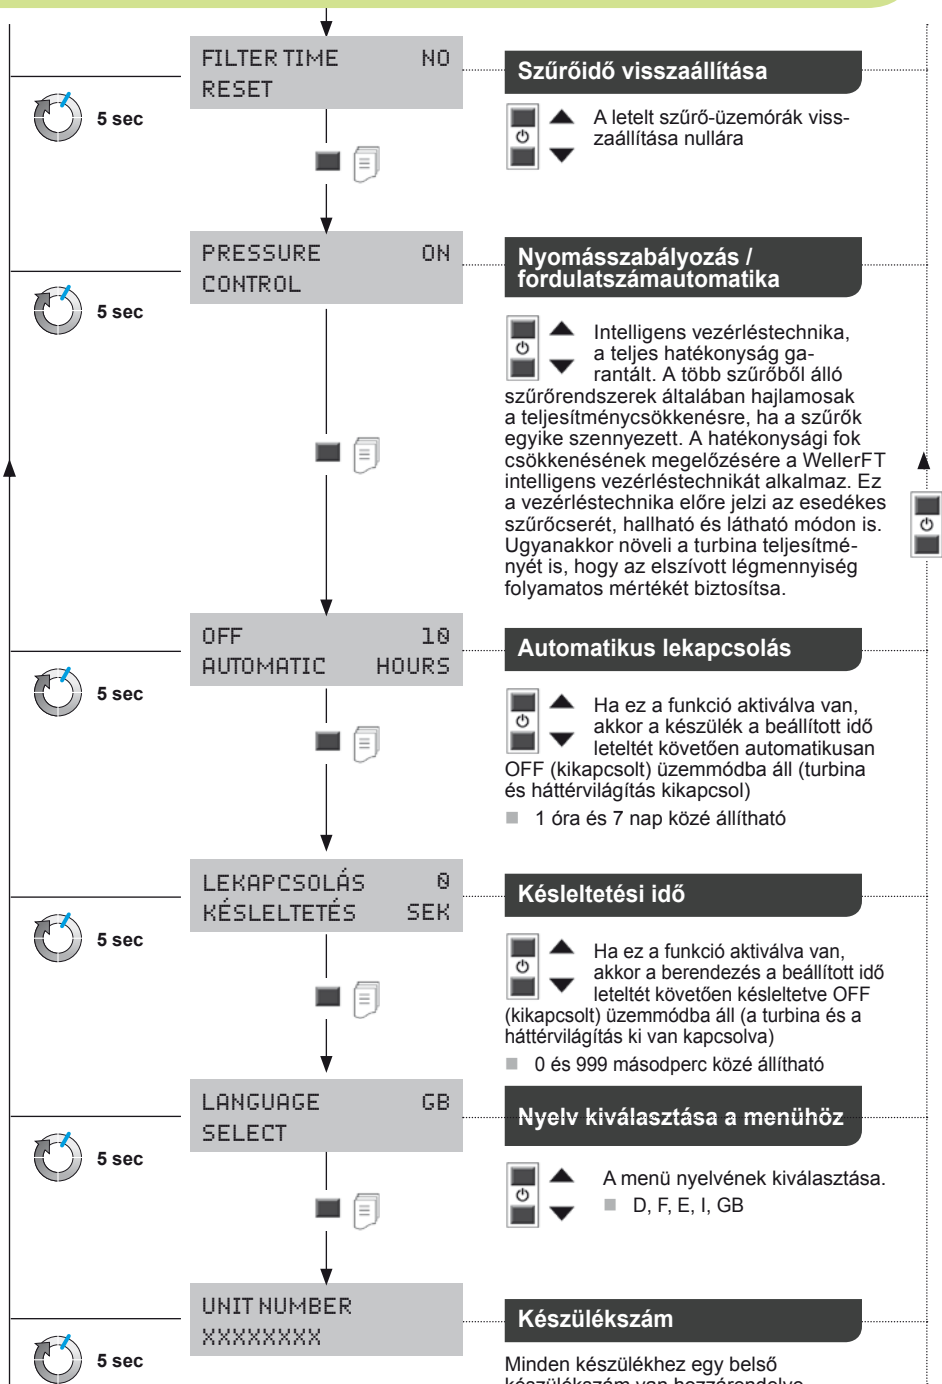 FILTER TIME NO
RESET
Szűrőidő visszaállítása
5 sec
A letelt szűrő-üzemórák visz-
szaállítása nullára
PRESSURE ON
CONTROL
Nyomásszabályozás /
fordulatszámautomatika
5 sec
Intelligens vezérléstechnika,
a teljes hatékonyság ga-
rantált. A több szűrőből álló
szűrőrendszerek általában hajlamosak
a teljesítménycsökkenésre, ha a szűrők
egyike szennyezett. A hatékonysági fok
csökkenésének megelőzésére a WellerFT
intelligens vezérléstechnikát alkalmaz. Ez
a vezérléstechnika előre jelzi az esedékes
szűrőcserét, hallható és látható módon is.
Ugyanakkor növeli a turbina teljesítmé-
nyét is, hogy az elszívott légmennyiség
folyamatos mértékét biztosítsa.
OFF 10
AUTOMATIC HOURS
Automatikus lekapcsolás
5 sec
Ha ez a funkció aktiválva van,
akkor a készülék a beállított idő
leteltét követően automatikusan
OFF (kikapcsolt) üzemmódba áll (turbina
és háttérvilágítás kikapcsol)
1 óra és 7 nap közé állítható
LEKAPCSOLÁS 0
KÉSLELTETÉS SEK
Késleltetési idő
5 sec
Ha ez a funkció aktiválva van,
akkor a berendezés a beállított idő
leteltét követően késleltetve OFF
(kikapcsolt) üzemmódba áll (a turbina és a
háttérvilágítás ki van kapcsolva)
0 és 999 másodperc közé állítható
LANGUAGE GB
SELECT
Nyelv kiválasztása a menühöz
5 sec
A menü nyelvének kiválasztása.
D, F, E, I, GB
UNIT NUMBER
XXXXXXXX
Készülékszám
5 sec
Minden készülékhez egy belső
készülékszám van hozzárendelve